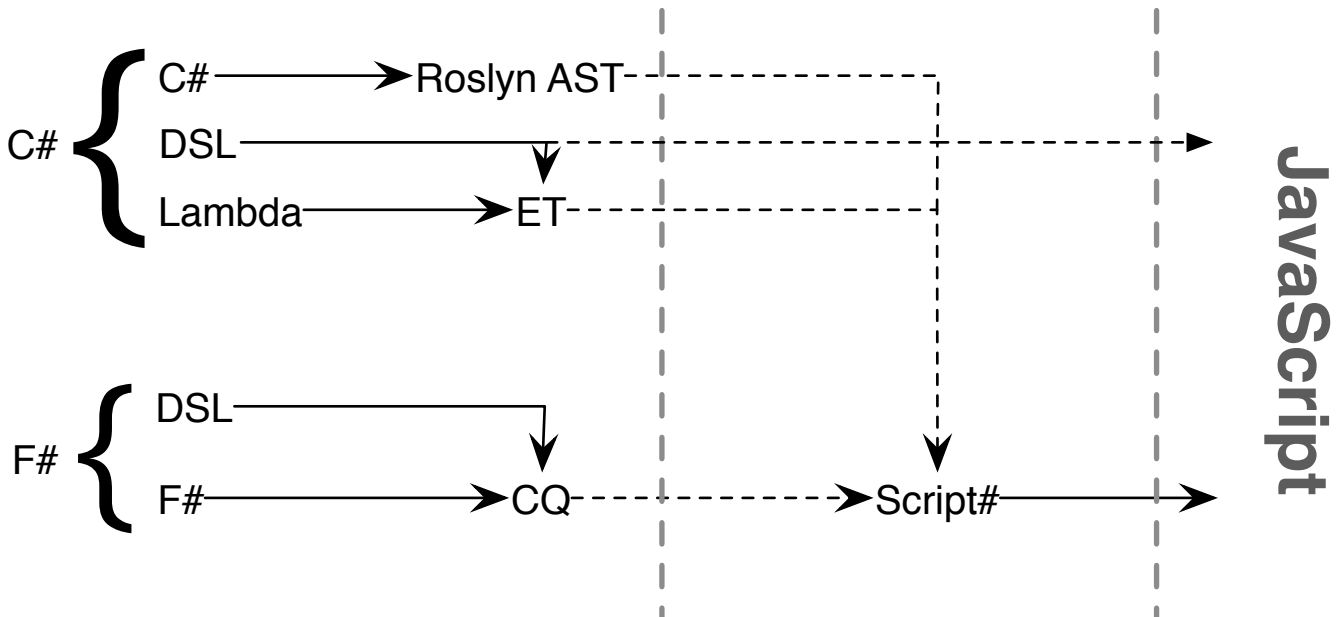 C# Roslyn AST
C# DSL
Lambda ET
JavaScript
DSL
F#
F# CQ Script#